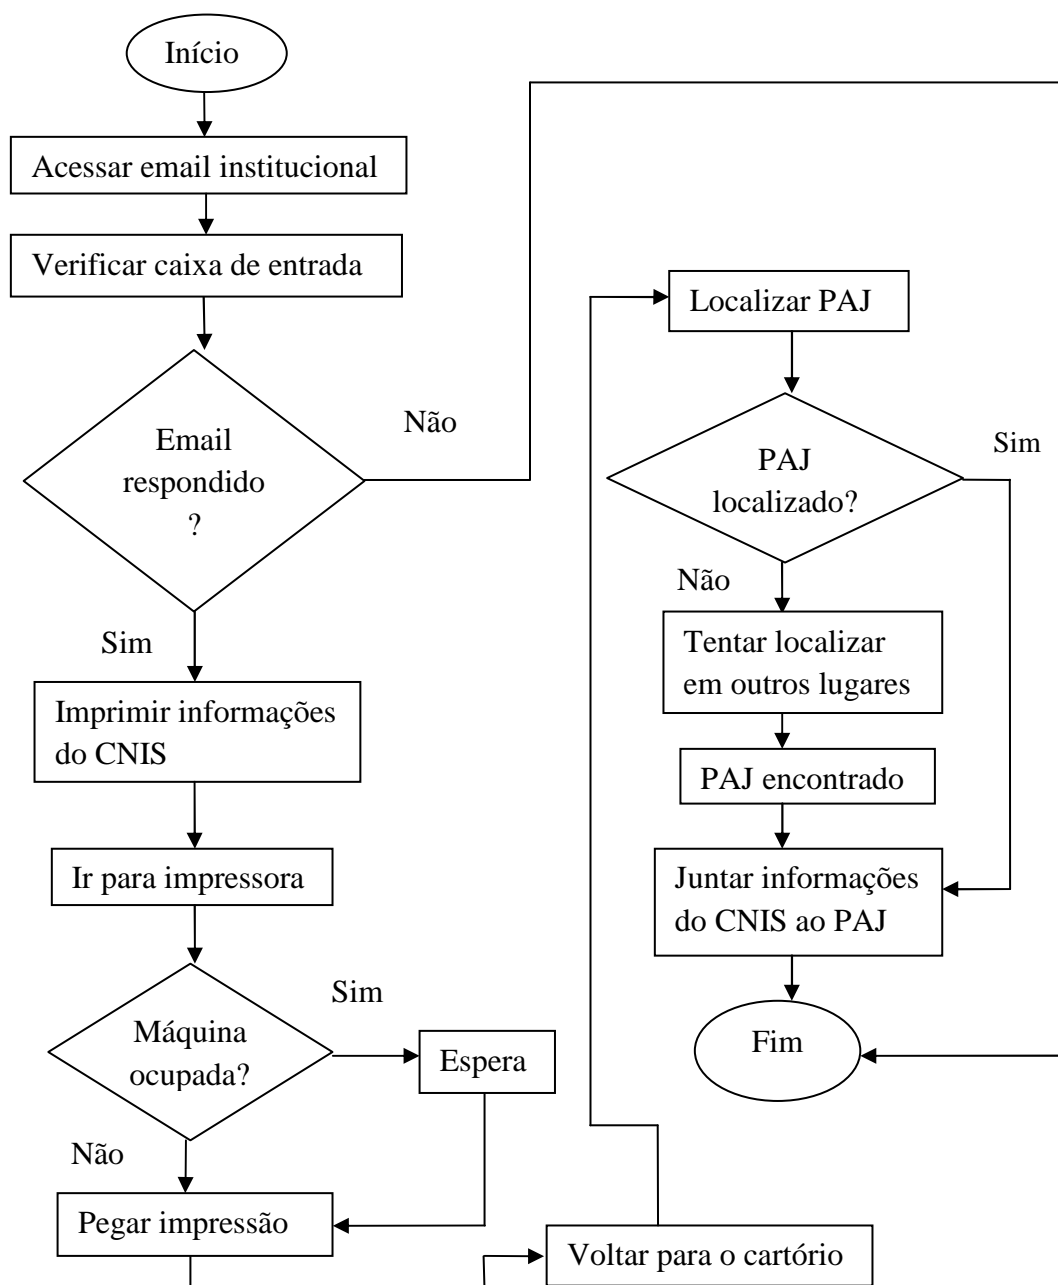 Início
Acessar email institucional
Verificar caixa de entrada
Email
respondido
?
Não
Sim
Imprimir informações
do CNIS
Ir para impressora
Máquina
ocupada?
Sim
Espera
Não
Pegar impressão
Voltar para o cartório
Localizar PAJ
PAJ
localizado?
Sim
Não
Tentar localizar
em outros lugares
PAJ encontrado
Juntar informações
do CNIS ao PAJ
Fim